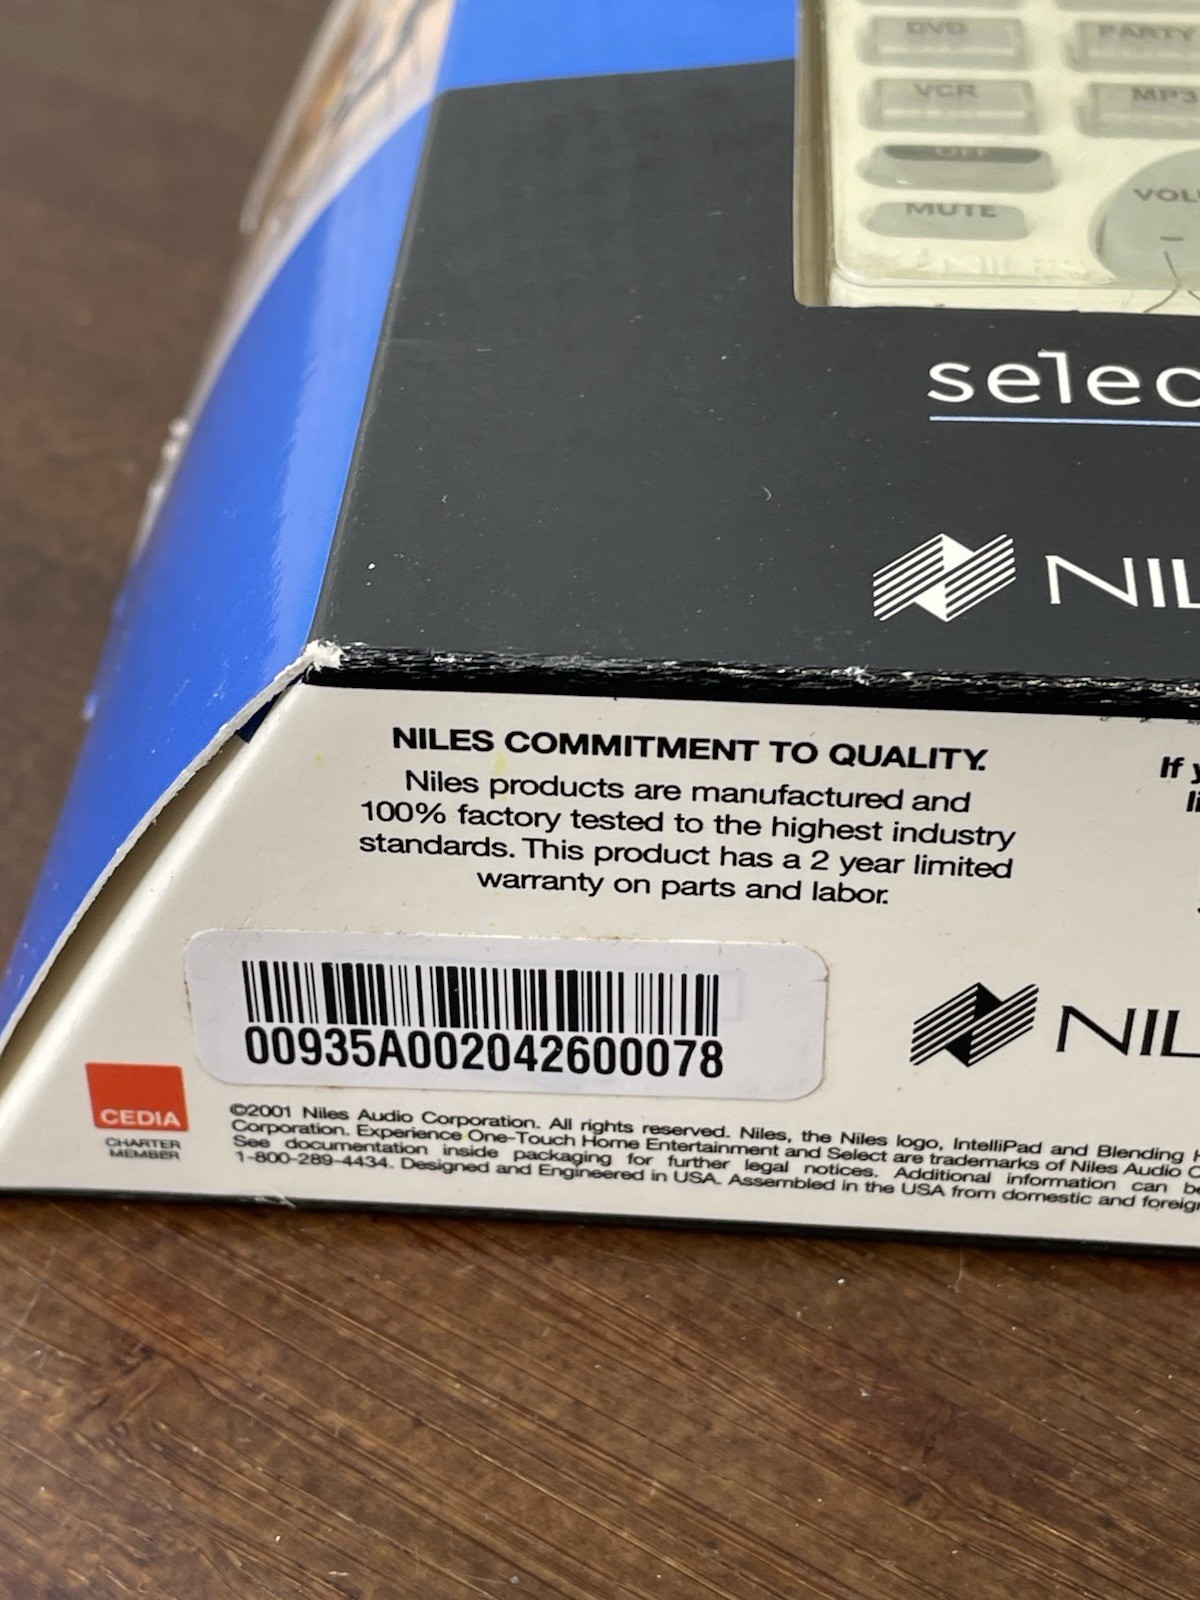 DVD PARTY
VCR MP3
OFF
MUTE
NILES
selec
NIL
NILES COMMITMENT TO QUALITY.
Niles products are manufactured and
100% factory tested to the highest industry
standards. This product has a 2 year limited
warranty on parts and labor.
If
00935A002042600078
NIL
CEDIA
CHARTER
MEMBER
©2001 Niles Audio Corporation. All rights reserved. Niles, the Niles logo, IntelliPad and Blending
Corporation. Experience One-Touch Home Entertainment and Select are trademarks of Niles Audio
See documentation inside packaging for further legal notices. Additional information can be
1-800-289-4434. Designed and Engineered in USA. Assembled in the USA from domestic and